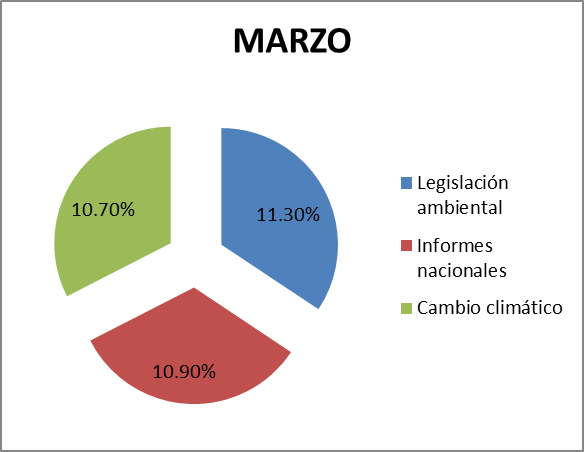 MARZO
10.70%
11.30%
10.90%
Legislación
ambiental
Informes
nacionales
Cambio climático